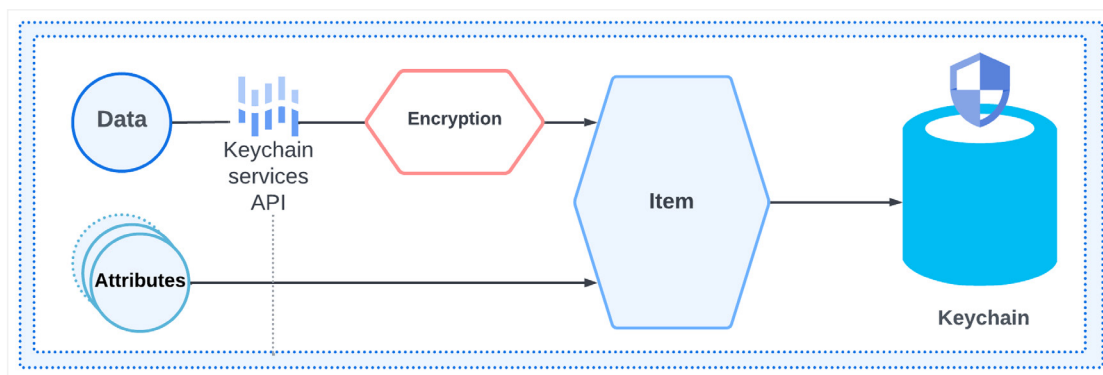 Data
Keychain
services
API
Encryption
Attributes
Item
Keychain